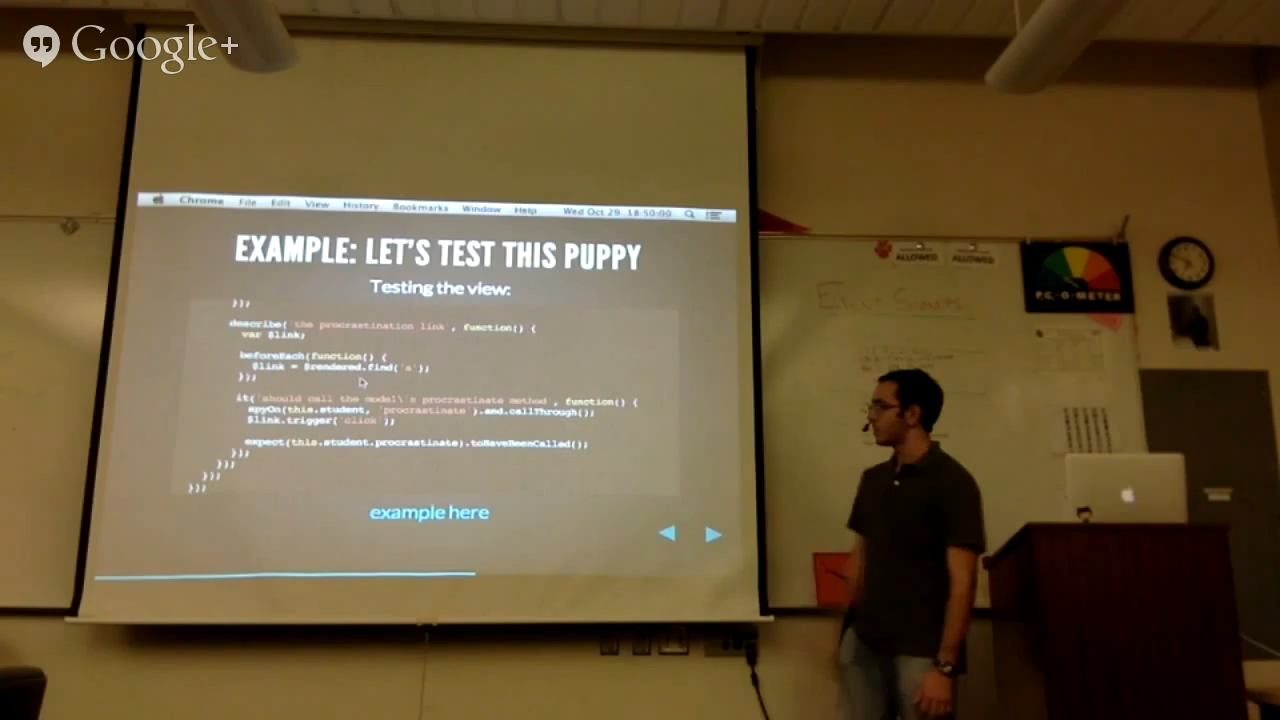 Google+
Chrome File Edit View History Bookmarks Window Help Wed Oct 29 18:50:00
EXAMPLE: LET'S TEST THIS PUPPY
Testing the view:
});
describe('the procrastination link', function() {
var $link;
beforeEach(function() {
$link = $rendered.find('a');
});
it('should call the model\'s procrastinate method', function() {
spyOn(this.student, 'procrastinate').and.callThrough();
$link.trigger('click');
expect(this.student.procrastinate).toHaveBeenCalled();
});
});
});
});
example here
ALLOWED
ALLOWED
P.C.-O-METER